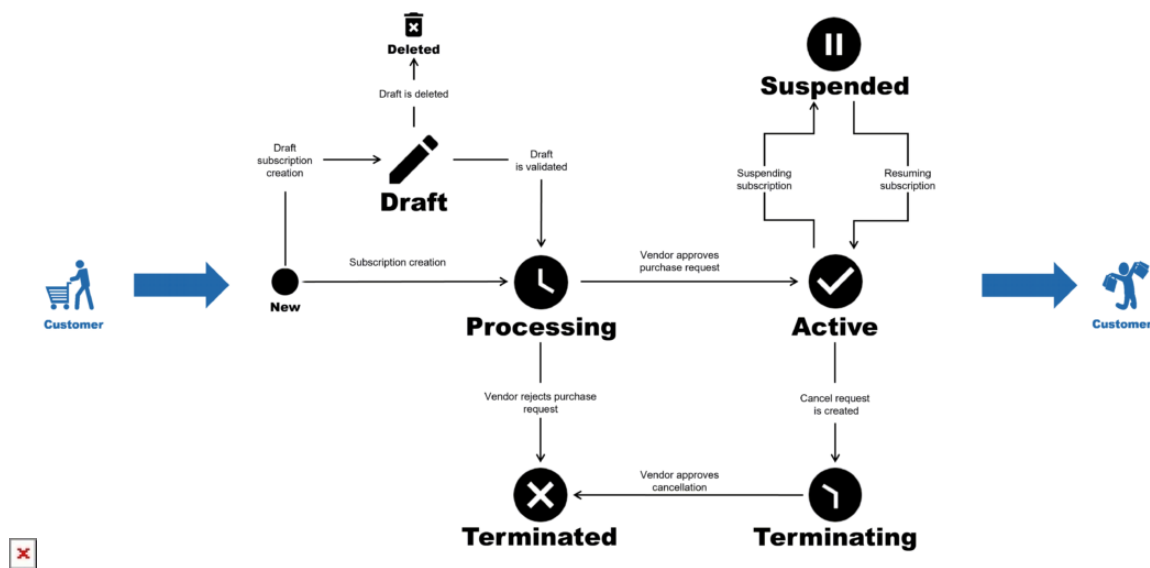 Deleted
Suspended
Draft is deleted
Draft
subscription
creation
Draft
is validated
Suspending
subscription
Resuming
subscription
Draft
Subscription creation
Vendor approves
purchase request
Customer
New
Processing
Active
Customer
Vendor rejects purchase
request
Cancel request
is created
Vendor approves
cancellation
Terminated
Terminating